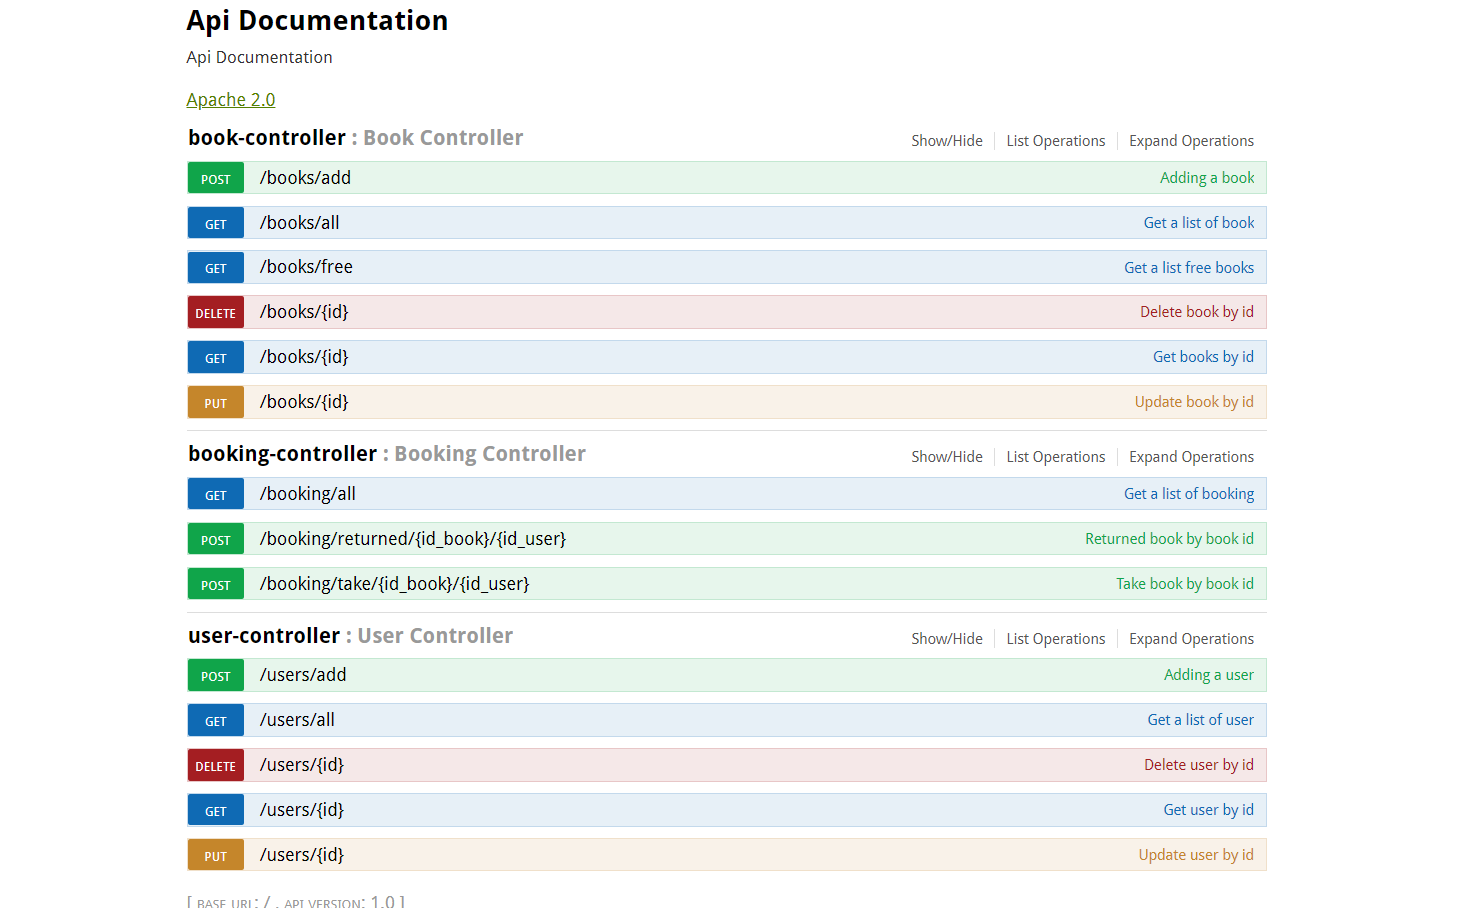 Api Documentation
Api Documentation
Apache 2.0
book-controller : Book Controller Show/Hide List Operations Expand Operations
POST /books/add Adding a book
GET /books/all Get a list of book
GET /books/free Get a list free books
DELETE /books/{id} Delete book by id
GET /books/{id} Get books by id
PUT /books/{id} Update book by id
booking-controller : Booking Controller Show/Hide List Operations Expand Operations
GET /booking/all Get a list of booking
POST /booking/returned/{id_book}/{id_user} Returned book by book id
POST /booking/take/{id_book}/{id_user} Take book by book id
user-controller : User Controller Show/Hide List Operations Expand Operations
POST /users/add Adding a user
GET /users/all Get a list of user
DELETE /users/{id} Delete user by id
GET /users/{id} Get user by id
PUT /users/{id} Update user by id
[ BASE URL: / , API VERSION: 1.0 ]